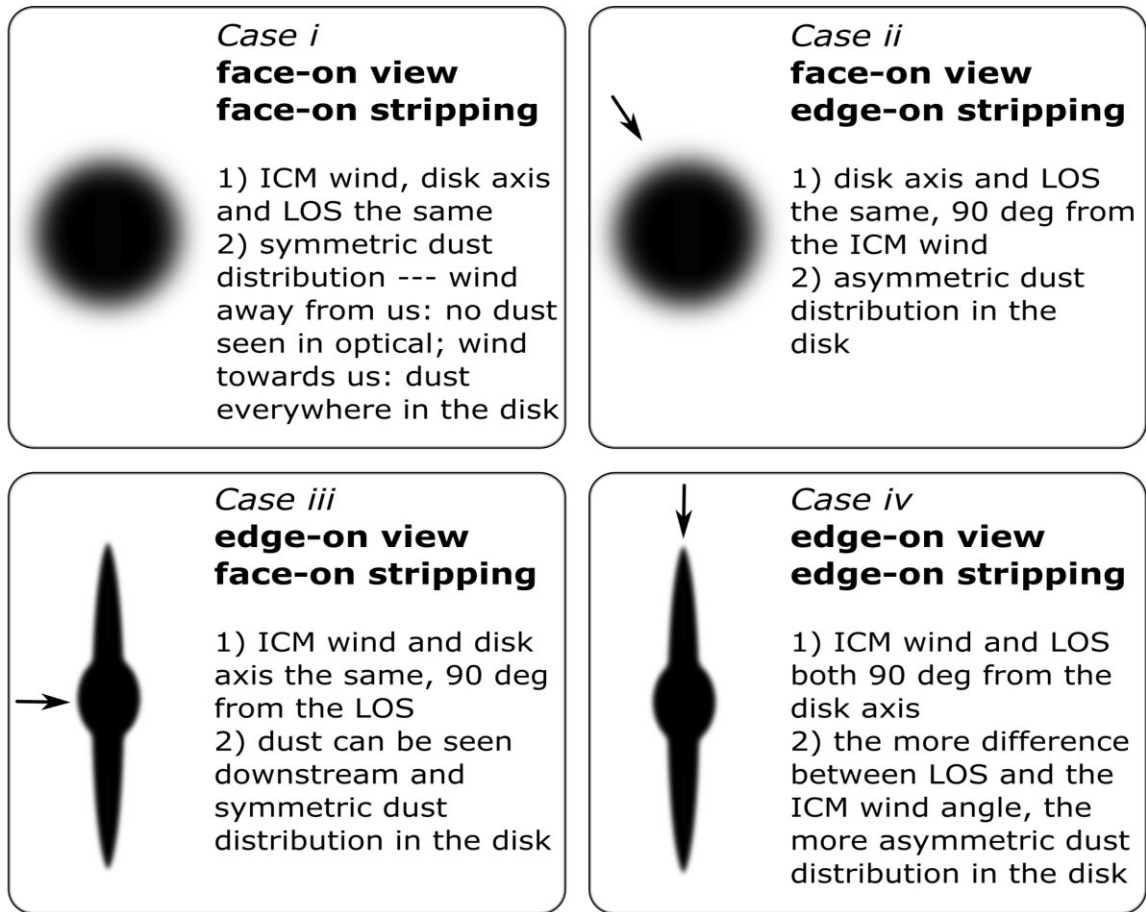 Case i
face-on view
face-on stripping
1) ICM wind, disk axis
and LOS the same
2) symmetric dust
distribution --- wind
away from us: no dust
seen in optical; wind
towards us: dust
everywhere in the disk
Case ii
face-on view
edge-on stripping
1) disk axis and LOS
the same, 90 deg from
the ICM wind
2) asymmetric dust
distribution in the
disk
Case iii
edge-on view
face-on stripping
1) ICM wind and disk
axis the same, 90 deg
from the LOS
2) dust can be seen
downstream and
symmetric dust
distribution in the disk
Case iv
edge-on view
edge-on stripping
1) ICM wind and LOS
both 90 deg from the
disk axis
2) the more difference
between LOS and the
ICM wind angle, the
more asymmetric dust
distribution in the disk